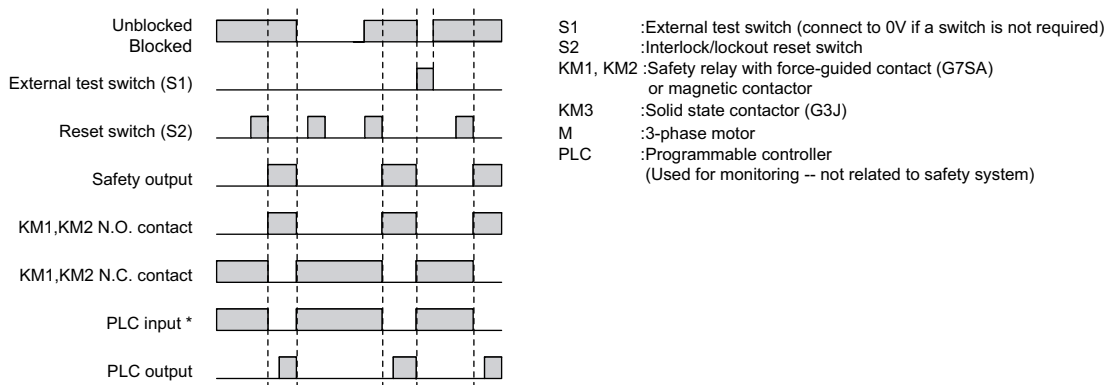 Unblocked
Blocked
External test switch (S1)
Reset switch (S2)
Safety output
KM1,KM2 N.O. contact
KM1,KM2 N.C. contact
PLC input *
PLC output
S1 :External test switch (connect to 0V if a switch is not required)
S2 :Interlock/lockout reset switch
KM1, KM2 :Safety relay with force-guided contact (G7SA)
or magnetic contactor
KM3 :Solid state contactor (G3J)
M :3-phase motor
PLC :Programmable controller
(Used for monitoring -- not related to safety system)